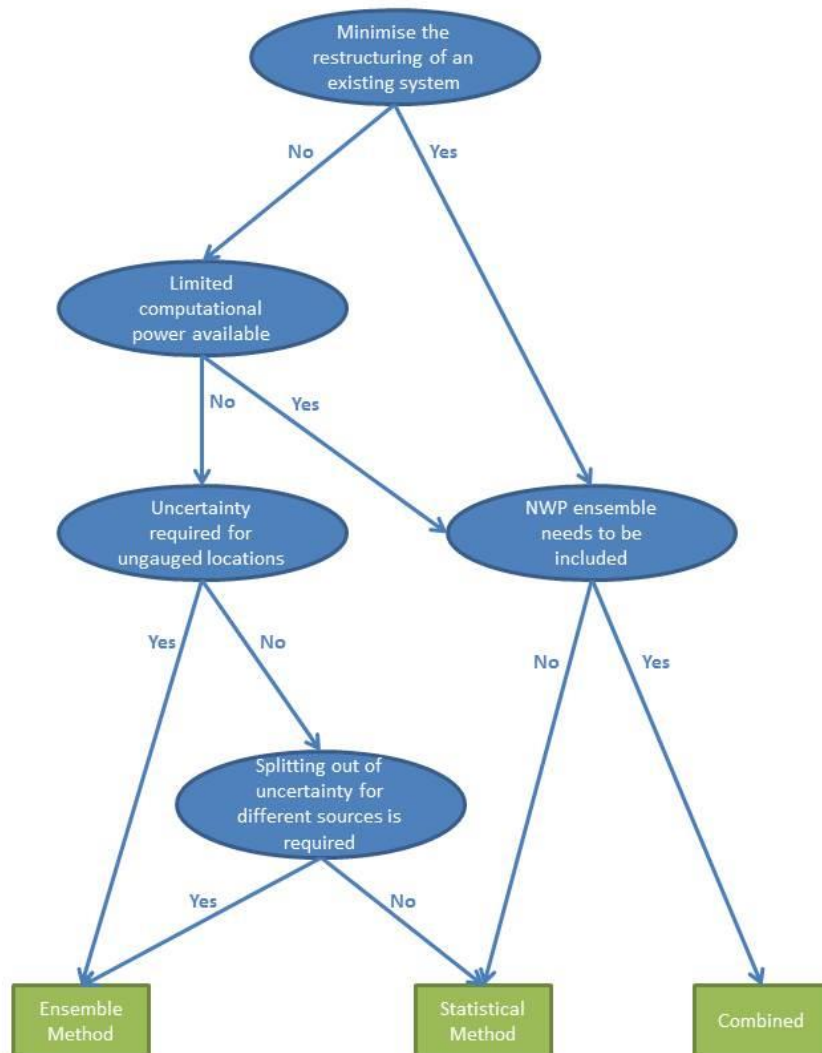 Minimise the
restructuring of an
existing system
No
Yes
Limited
computational
power available
No
Yes
Uncertainty
required for
ungauged locations
NWP ensemble
needs to be
included
Yes
No
No
Yes
Splitting out of
uncertainty for
different sources is
required
Yes
No
Ensemble
Method
Statistical
Method
Combined